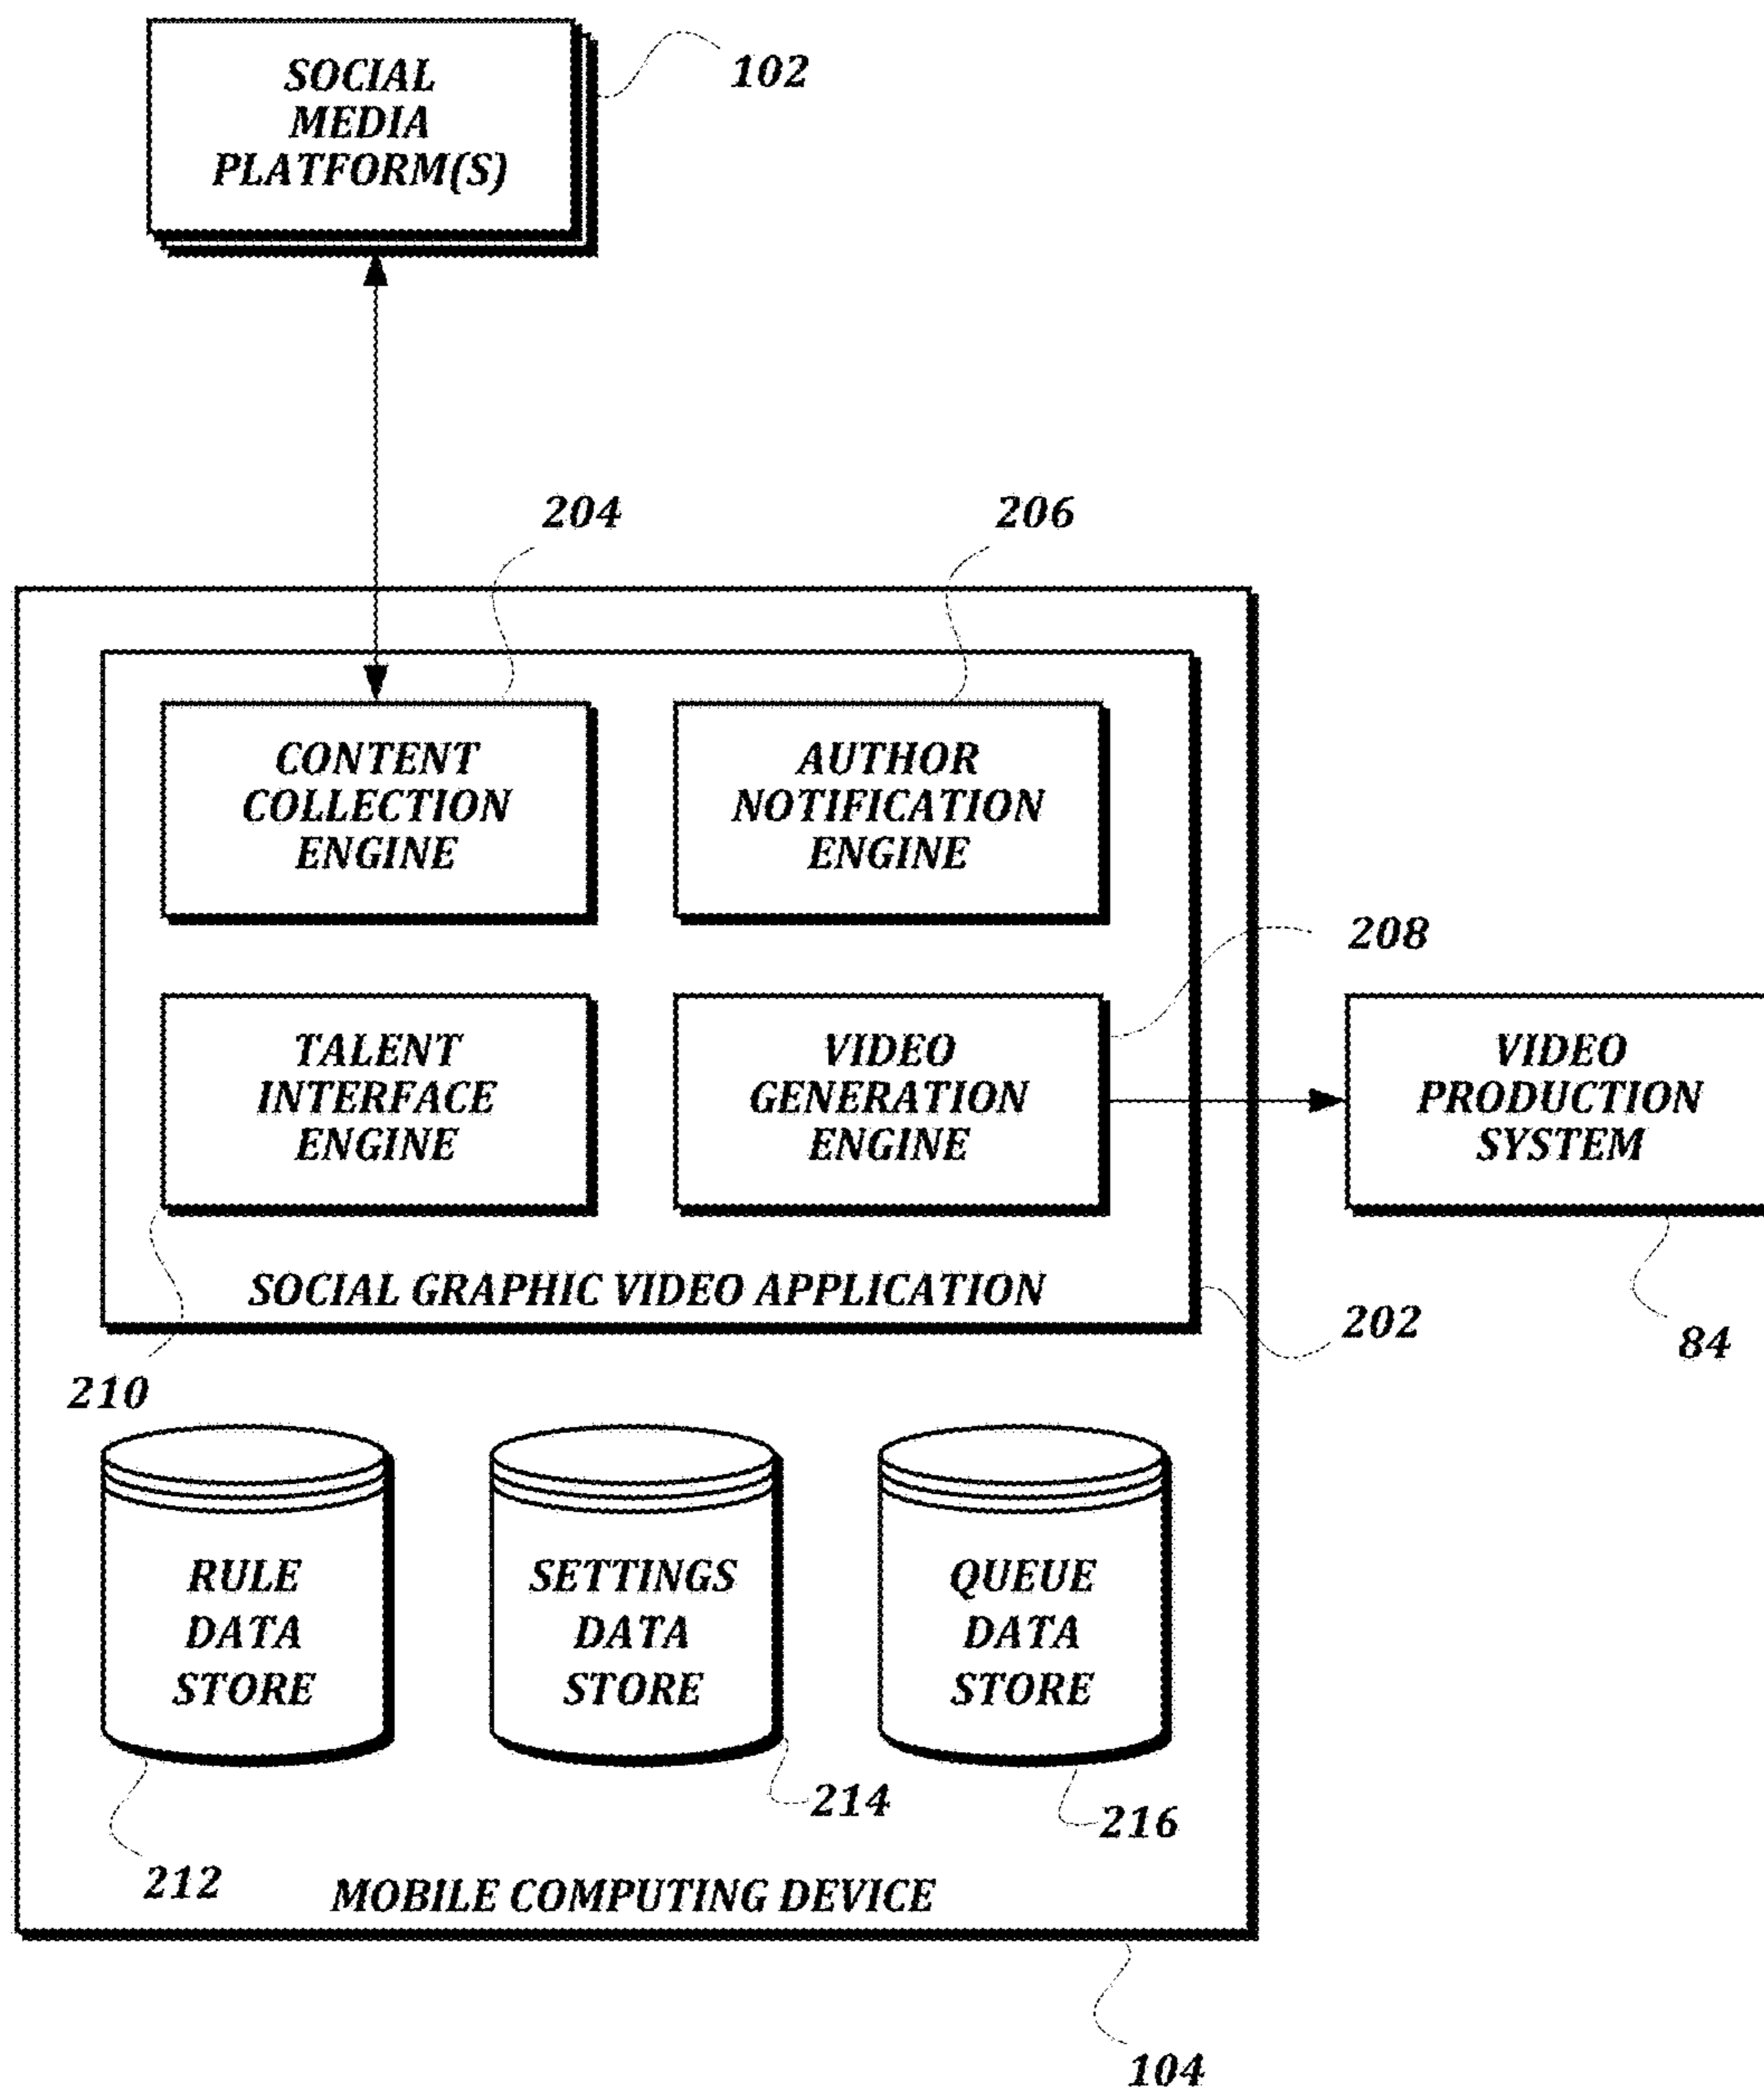 SOCIAL
MEDIA
PLATFORM(S)
102
204
206
CONTENT
COLLECTION
ENGINE
AUTHOR
NOTIFICATION
ENGINE
208
TALENT
INTERFACE
ENGINE
VIDEO
GENERATION
ENGINE
VIDEO
PRODUCTION
SYSTEM
SOCIAL GRAPHIC VIDEO APPLICATION
202
84
210
RULE
DATA
STORE
SETTINGS
DATA
STORE
QUEUE
DATA
STORE
214
216
212
MOBILE COMPUTING DEVICE
104